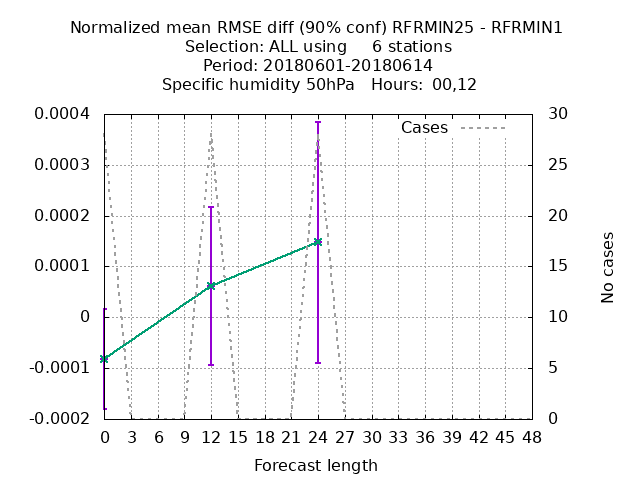 Normalized mean RMSE diff (90% conf) RFRMIN25 - RFRMIN1
Selection: ALL using 6 stations
Period: 20180601-20180614
Specific humidity 50hPa Hours: 00,12
Cases
0.0004
0.0003
0.0002
0.0001
0
-0.0001
-0.0002
30
25
20
15
10
5
0
No cases
0 3 6 9 12 15 18 21 24 27 30 33 36 39 42 45 48
Forecast length